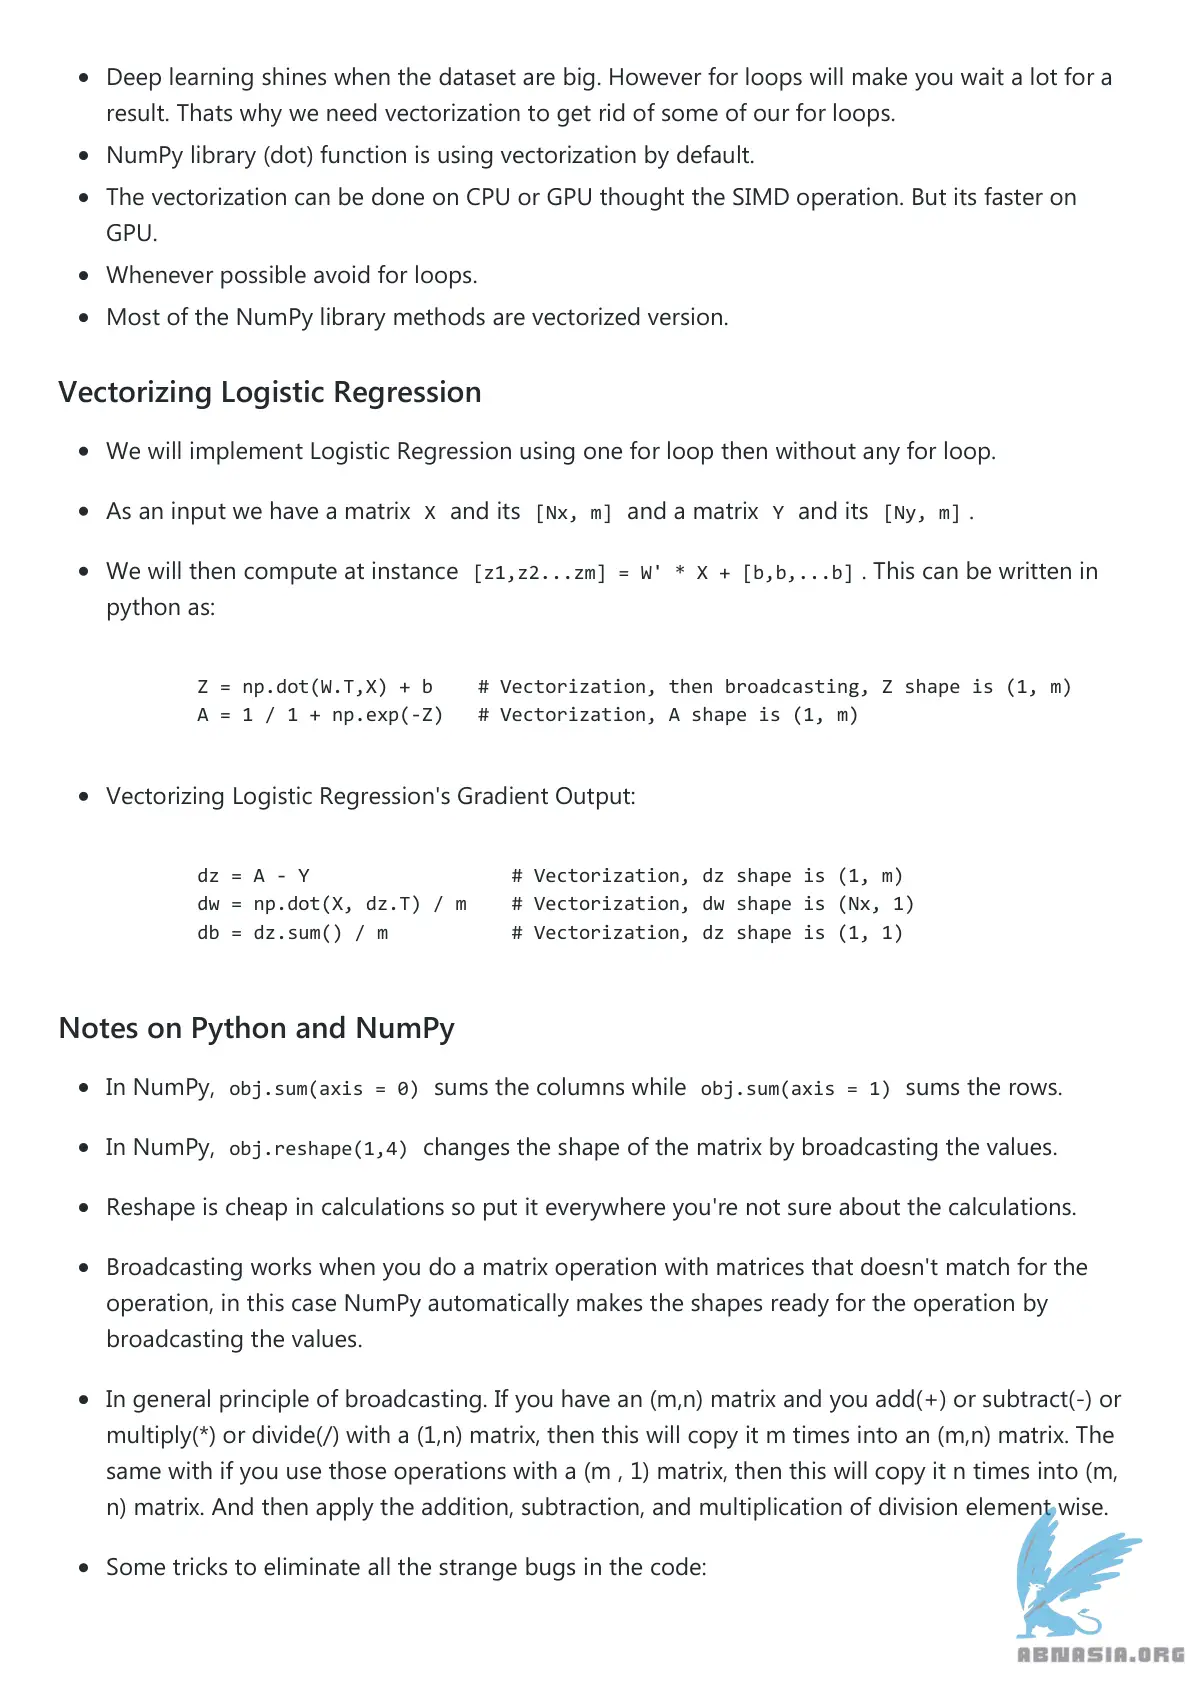 Deep learning shines when the dataset are big. However for loops will make you wait a lot for a
result. Thats why we need vectorization to get rid of some of our for loops.
NumPy library (dot) function is using vectorization by default.
The vectorization can be done on CPU or GPU thought the SIMD operation. But its faster on
GPU.
Whenever possible avoid for loops.
Most of the NumPy library methods are vectorized version.
Vectorizing Logistic Regression
We will implement Logistic Regression using one for loop then without any for loop.
As an input we have a matrix X and its [Nx, m] and a matrix Y and its [Ny, m] .
We will then compute at instance [z1,z2...zm] = W' * X + [b,b,...b] . This can be written in
python as:
Z = np.dot(W.T,X) + b    # Vectorization, then broadcasting, Z shape is (1, m)
A = 1 / 1 + np.exp(-Z)   # Vectorization, A shape is (1, m)
Vectorizing Logistic Regression's Gradient Output:
dz = A - Y                  # Vectorization, dz shape is (1, m)
dw = np.dot(X, dz.T) / m    # Vectorization, dw shape is (Nx, 1)
db = dz.sum() / m           # Vectorization, dz shape is (1, 1)
Notes on Python and NumPy
In NumPy, obj.sum(axis = 0) sums the columns while obj.sum(axis = 1) sums the rows.
In NumPy, obj.reshape(1,4) changes the shape of the matrix by broadcasting the values.
Reshape is cheap in calculations so put it everywhere you're not sure about the calculations.
Broadcasting works when you do a matrix operation with matrices that doesn't match for the
operation, in this case NumPy automatically makes the shapes ready for the operation by
broadcasting the values.
In general principle of broadcasting. If you have an (m,n) matrix and you add(+) or subtract(-) or
multiply(*) or divide(/) with a (1,n) matrix, then this will copy it m times into an (m,n) matrix. The
same with if you use those operations with a (m , 1) matrix, then this will copy it n times into (m,
n) matrix. And then apply the addition, subtraction, and multiplication of division element wise.
Some tricks to eliminate all the strange bugs in the code:
ABNASIA.ORG